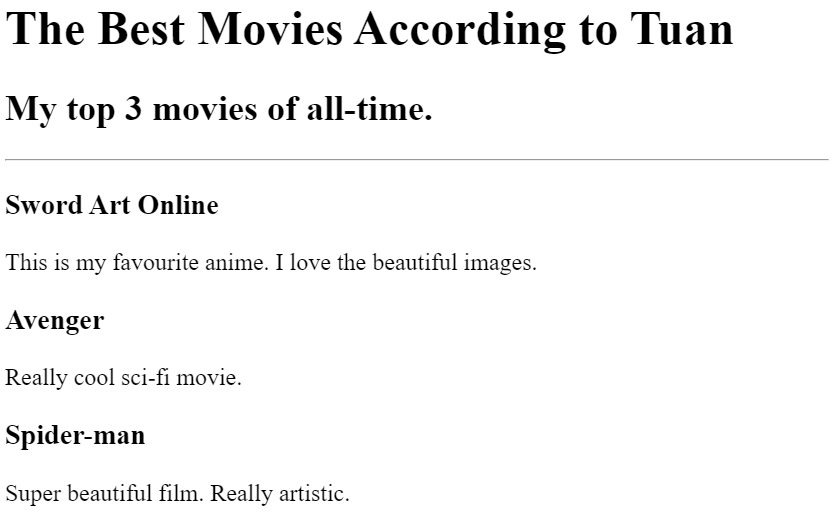 The Best Movies According to Tuan
My top 3 movies of all-time.
Sword Art Online
This is my favourite anime. I love the beautiful images.
Avenger
Really cool sci-fi movie.
Spider-man
Super beautiful film. Really artistic.